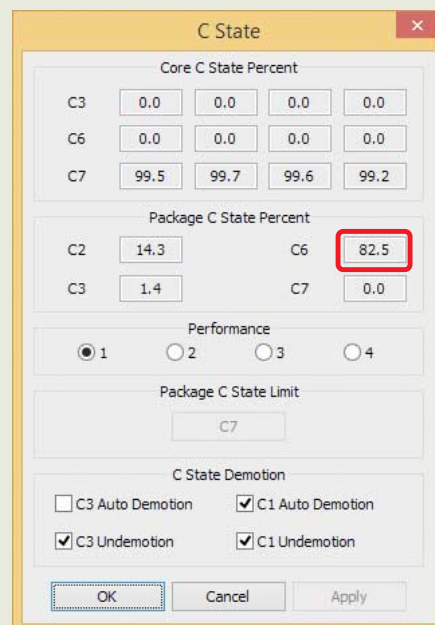 C State
×
Core C State Percent
C3 0.0 0.0 0.0 0.0
C6 0.0 0.0 0.0 0.0
C7 99.5 99.7 99.6 99.2
Package C State Percent
C2 14.3 C6 82.5
C3 1.4 C7 0.0
Performance
1 2 3 4
Package C State Limit
C7
C State Demotion
C3 Auto Demotion C1 Auto Demotion
C3 Undemotion C1 Undemotion
OK Cancel Apply